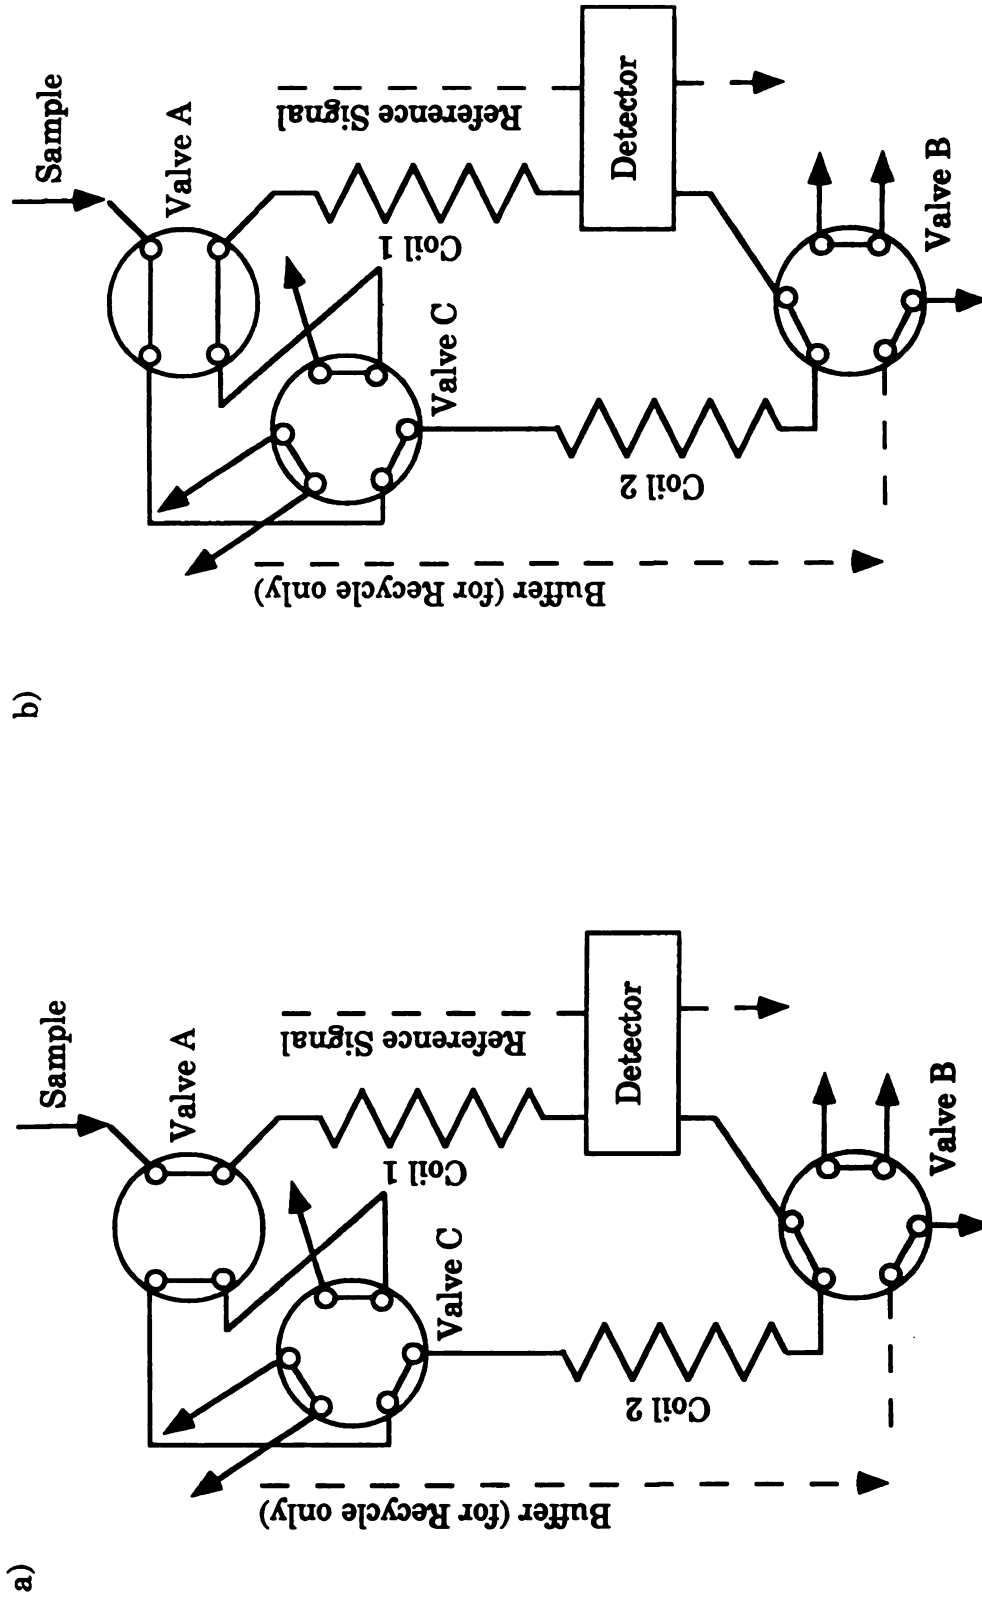 a)
Sample
Valve A
Reference Signal
Coil 1
Valve C
Detector
Coil 2
Buffer (for Recycle only)
Valve B
b)
Sample
Valve A
Reference Signal
Coil 1
Valve C
Detector
Coil 2
Buffer (for Recycle only)
Valve B